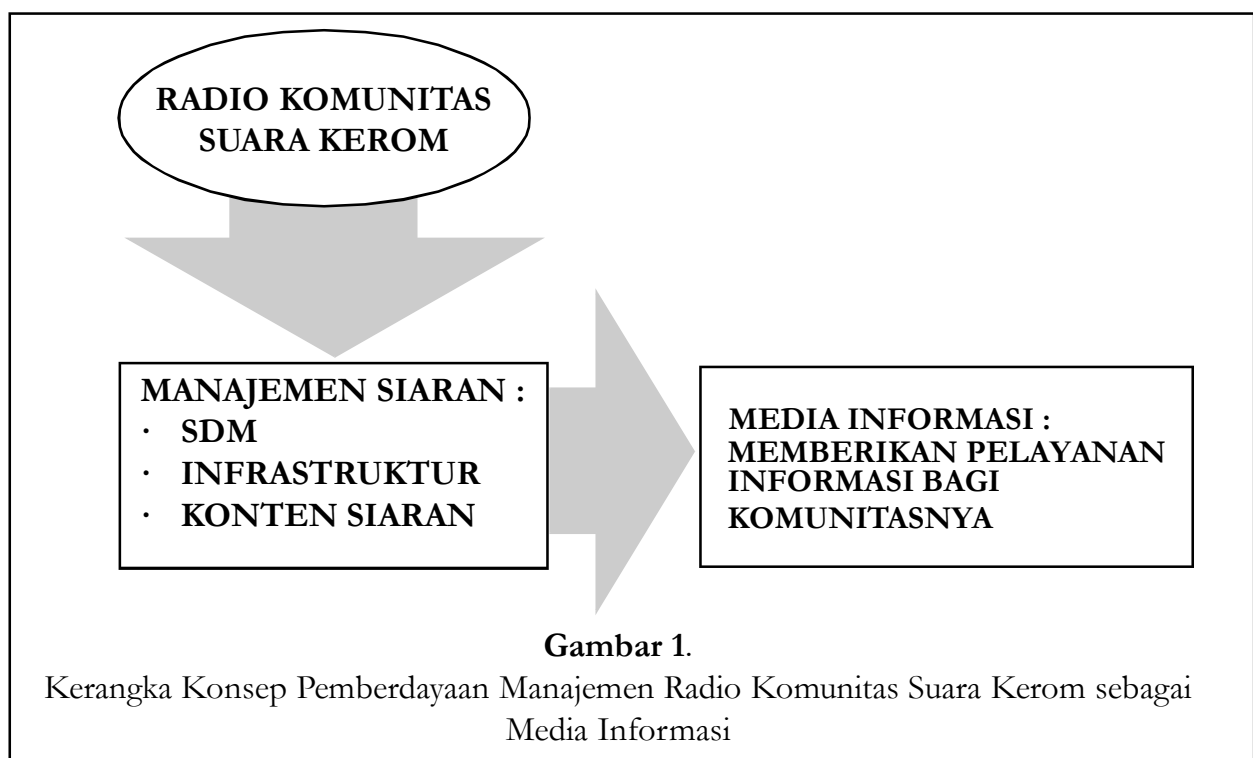 RADIO KOMUNITAS
SUARA KEROM
MANAJEMEN SIARAN :
· SDM
· INFRASTRUKTUR
· KONTEN SIARAN
MEDIA INFORMASI :
MEMBERIKAN PELAYANAN
INFORMASI BAGI
KOMUNITASNYA
Gambar 1.
Kerangka Konsep Pemberdayaan Manajemen Radio Komunitas Suara Kerom sebagai
Media Informasi